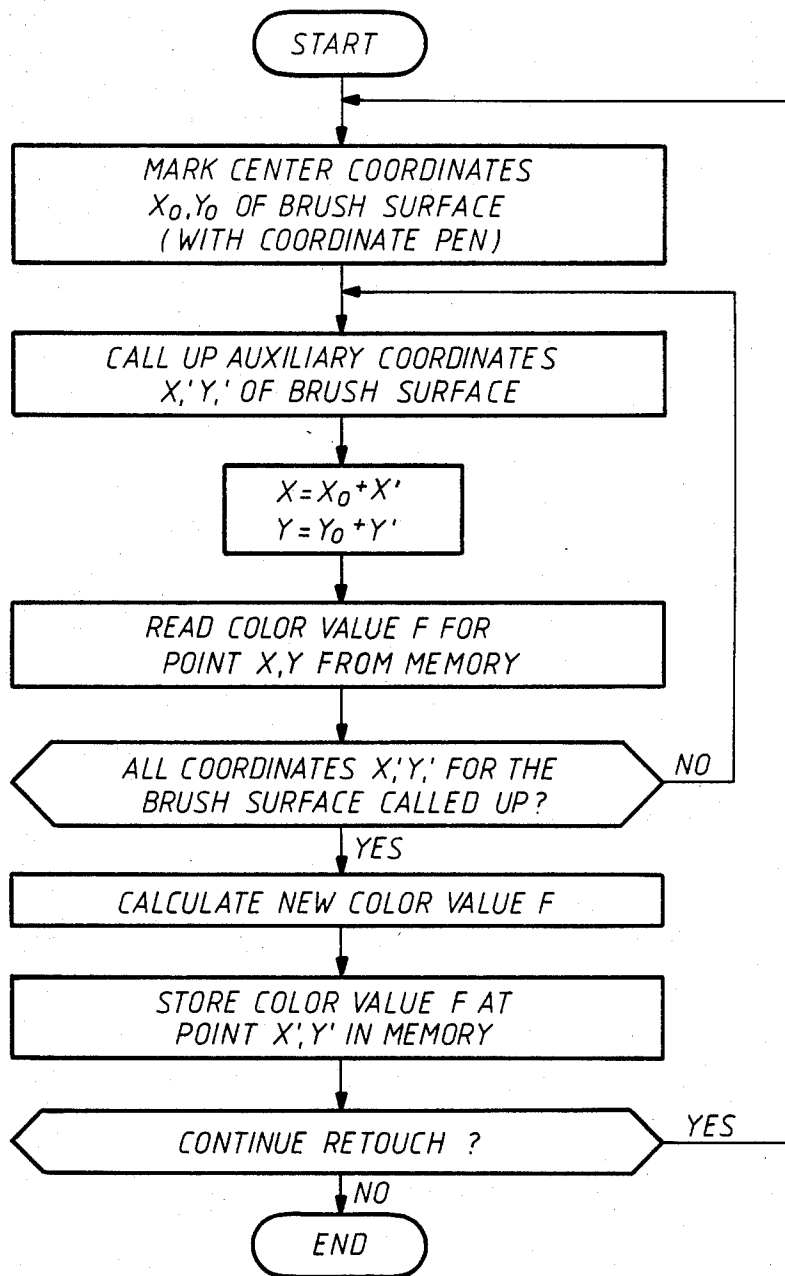 START
MARK CENTER COORDINATES
X₀,Y₀ OF BRUSH SURFACE
(WITH COORDINATE PEN)
CALL UP AUXILIARY COORDINATES
X,'Y,' OF BRUSH SURFACE
X=X₀+X'
Y=Y₀+Y'
READ COLOR VALUE F FOR
POINT X,Y FROM MEMORY
ALL COORDINATES X,'Y,' FOR THE
BRUSH SURFACE CALLED UP?
NO
YES
CALCULATE NEW COLOR VALUE F
STORE COLOR VALUE F AT
POINT X',Y' IN MEMORY
CONTINUE RETOUCH ?
YES
NO
END